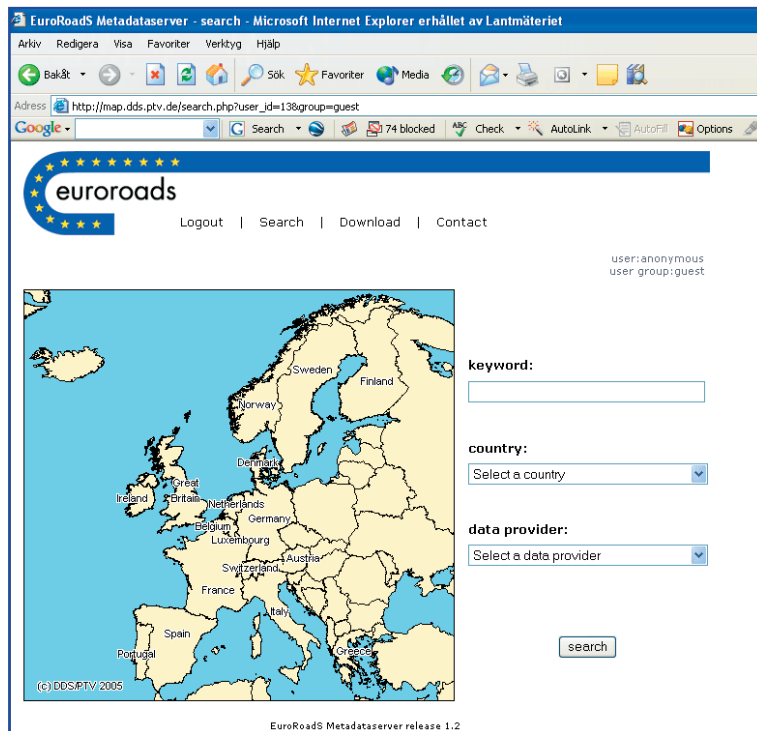 EuroRoadS Metadataserver - search - Microsoft Internet Explorer erhållet av Lantmäteriet
Arkiv Redigera Visa Favoriter Verktyg Hjälp
Bakåt Sök Favoriter Media
Adress http://map.dds.ptv.de/search.php?user_id=13&group=guest
Google Search 74 blocked ABC Check AutoLink AutoFill Options
euroroads
Logout | Search | Download | Contact
user:anonymous
user group:guest
Sweden
Finland
Norway
Denmark
Great
Britain
Ireland
Netherlands
Germany
Belgium
Luxembourg
Austria
Switzerland
France
Italy
Spain
Portugal
Greece
(c) DDS/PTV 2005
keyword:
country:
Select a country
data provider:
Select a data provider
search
EuroRoadS Metadataserver release 1.2